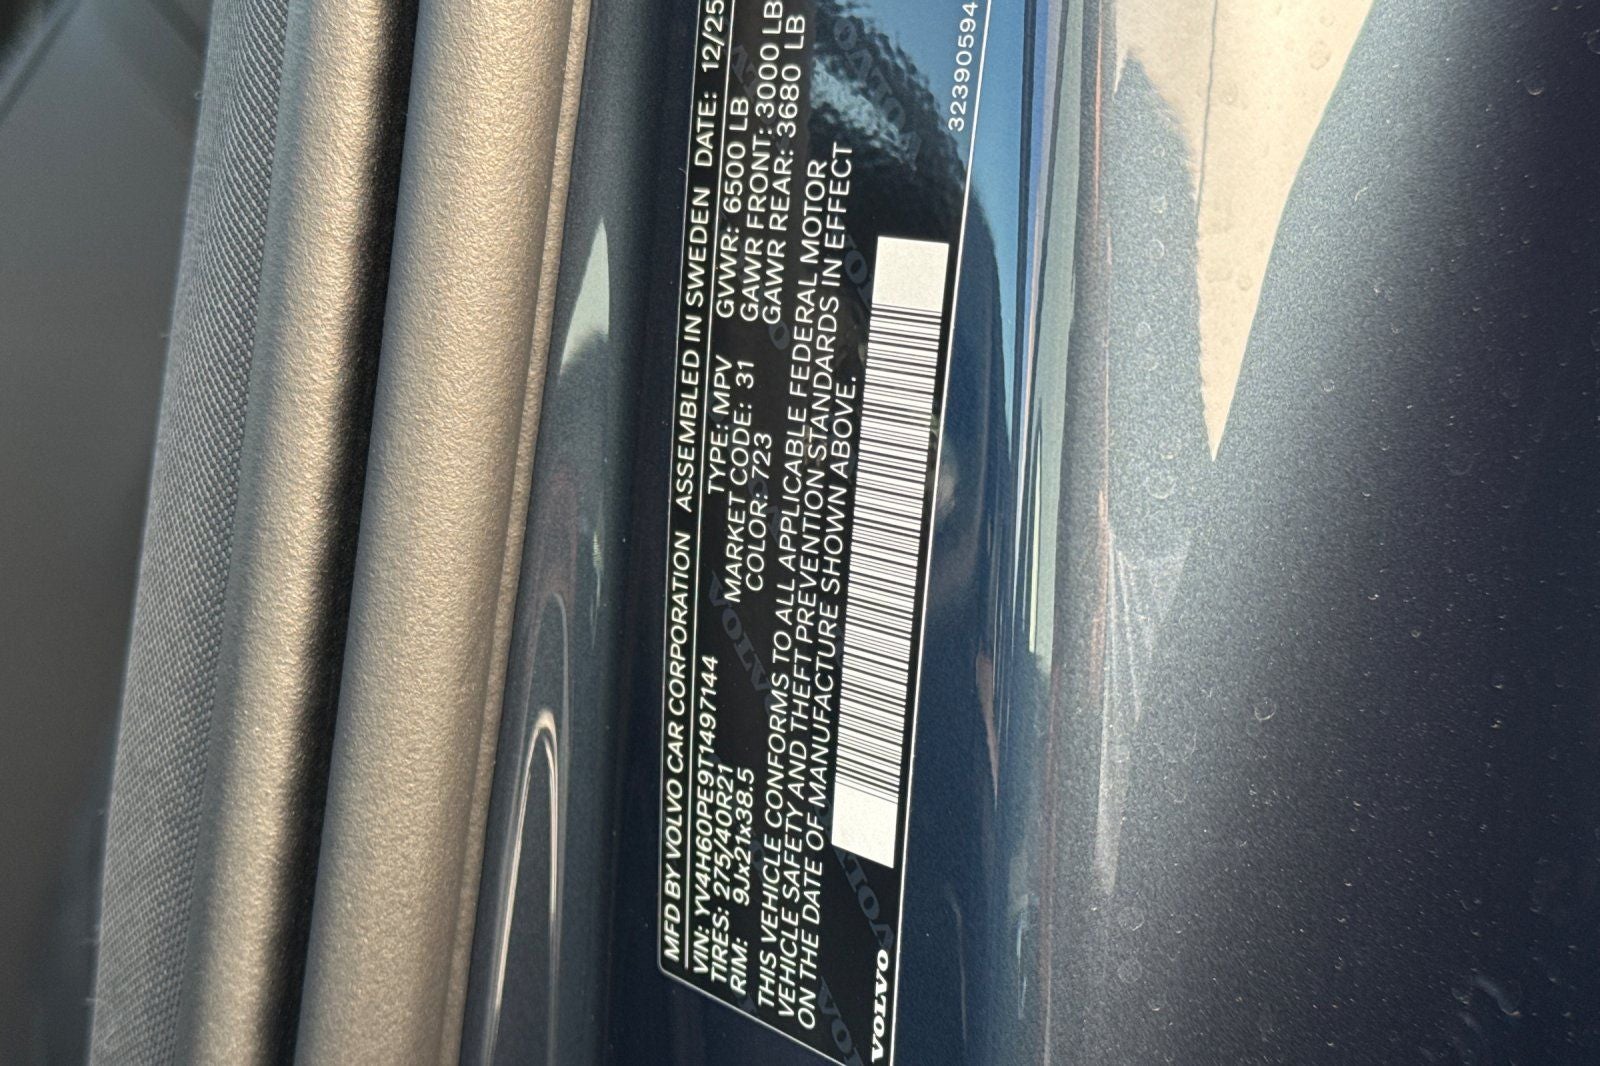 MFD BY VOLVO CAR CORPORATION ASSEMBLED IN SWEDEN DATE: 12/25
VIN: YV4H60PE9T1497144 TYPE: MPV GVWR: 6500 LB
TIRES: 275/40R21 MARKET CODE: 31 GAWR FRONT: 3000 LB
RIM: 9Jx21x38.5 COLOR: 723 GAWR REAR: 3680 LB
THIS VEHICLE CONFORMS TO ALL APPLICABLE FEDERAL MOTOR
VEHICLE SAFETY AND THEFT PREVENTION STANDARDS IN EFFECT
ON THE DATE OF MANUFACTURE SHOWN ABOVE.
VOLVO 32390594